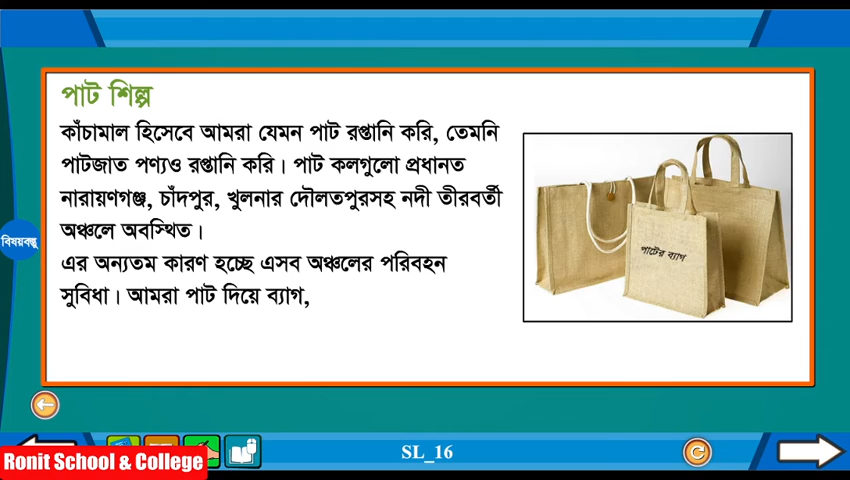 পাট শিল্প
কাঁচামাল হিসেবে আমরা যেমন পাট রপ্তানি করি, তেমনি
পাটজাত পণ্যও রপ্তানি করি। পাট কলগুলো প্রধানত
নারায়ণগঞ্জ, চাঁদপুর, খুলনার দৌলতপুরসহ নদী তীরবর্তী
অঞ্চলে অবস্থিত।
এর অন্যতম কারণ হচ্ছে এসব অঞ্চলের পরিবহন
সুবিধা। আমরা পাট দিয়ে ব্যাগ,
পাটের ব্যাগ
বিষয়বস্তু
SL_16
Ronit School & College